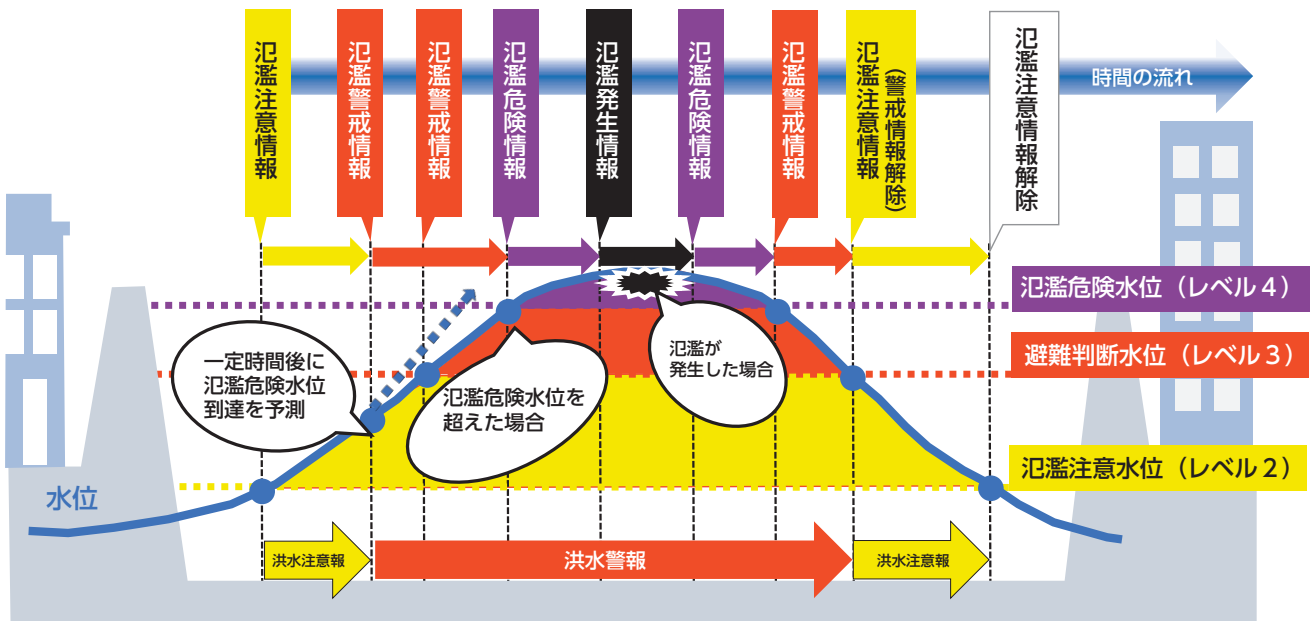 氾濫注意情報
氾濫警戒情報
氾濫警戒情報
氾濫危険情報
氾濫発生情報
氾濫危険情報
氾濫警戒情報
氾濫注意情報
(警戒情報解除)
氾濫注意情報解除
時間の流れ
氾濫危険水位(レベル4)
避難判断水位(レベル3)
氾濫注意水位(レベル2)
一定時間後に
氾濫危険水位
到達を予測
氾濫危険水位を
超えた場合
氾濫が
発生した場合
水位
洪水注意報
洪水警報
洪水注意報